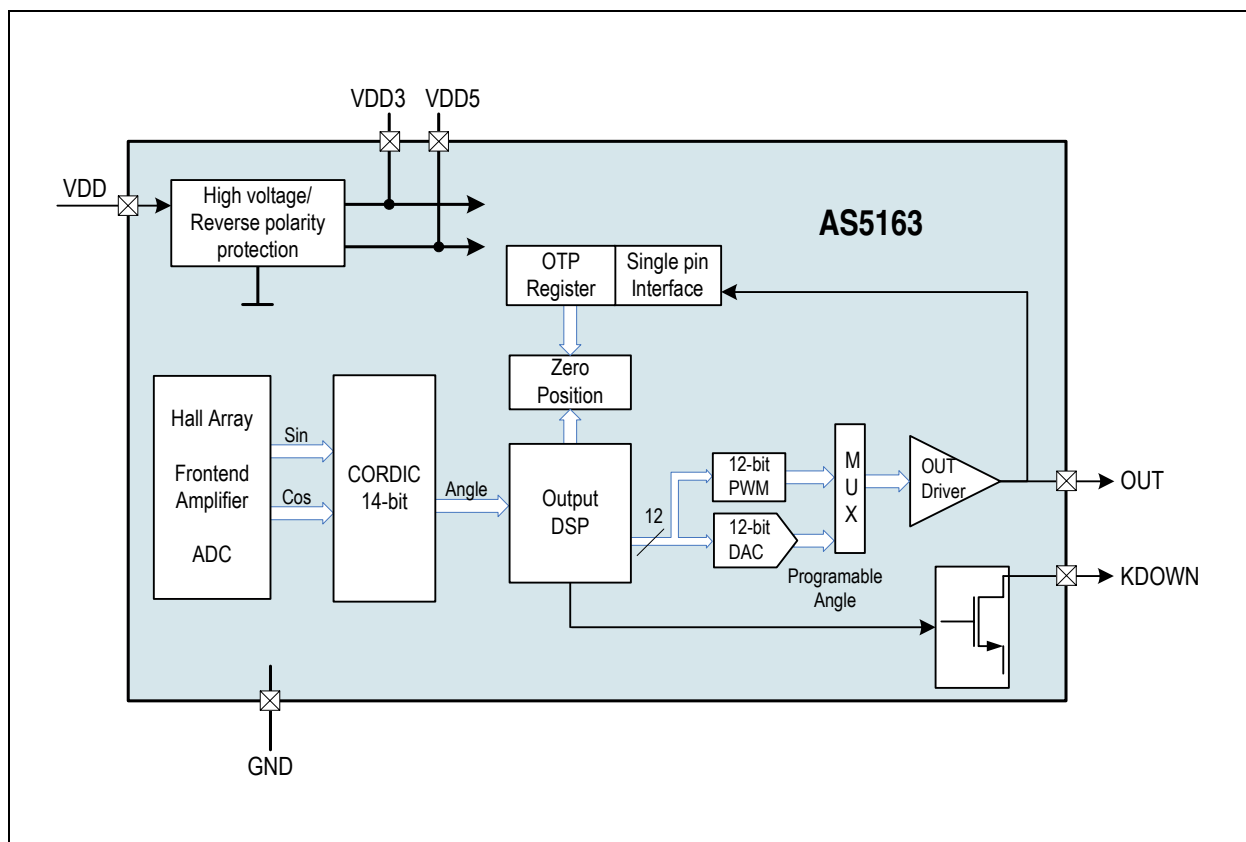 VDD3 VDD5
VDD
High voltage/
Reverse polarity
protection
AS5163
OTP
Register
Single pin
Interface
Zero
Position
Hall Array
Frontend
Amplifier
ADC
Sin
Cos
CORDIC
14-bit
Angle
Output
DSP
12
12-bit
PWM
12-bit
DAC
MUX
Programable
Angle
OUT
Driver
OUT
KDOWN
GND